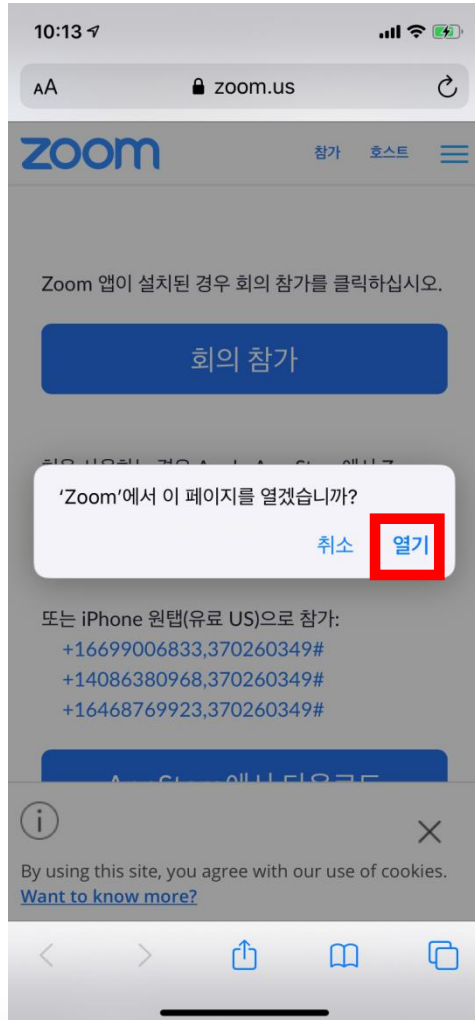 10:13
AA zoom.us
zoom 참가 호스트
Zoom 앱이 설치된 경우 회의 참가를 클릭하십시오.
회의 참가
'Zoom'에서 이 페이지를 열겠습니까?
취소 열기
또는 iPhone 원탭(유료 US)으로 참가:
+16699006833,370260349#
+14086380968,370260349#
+16468769923,370260349#
By using this site, you agree with our use of cookies.
Want to know more?